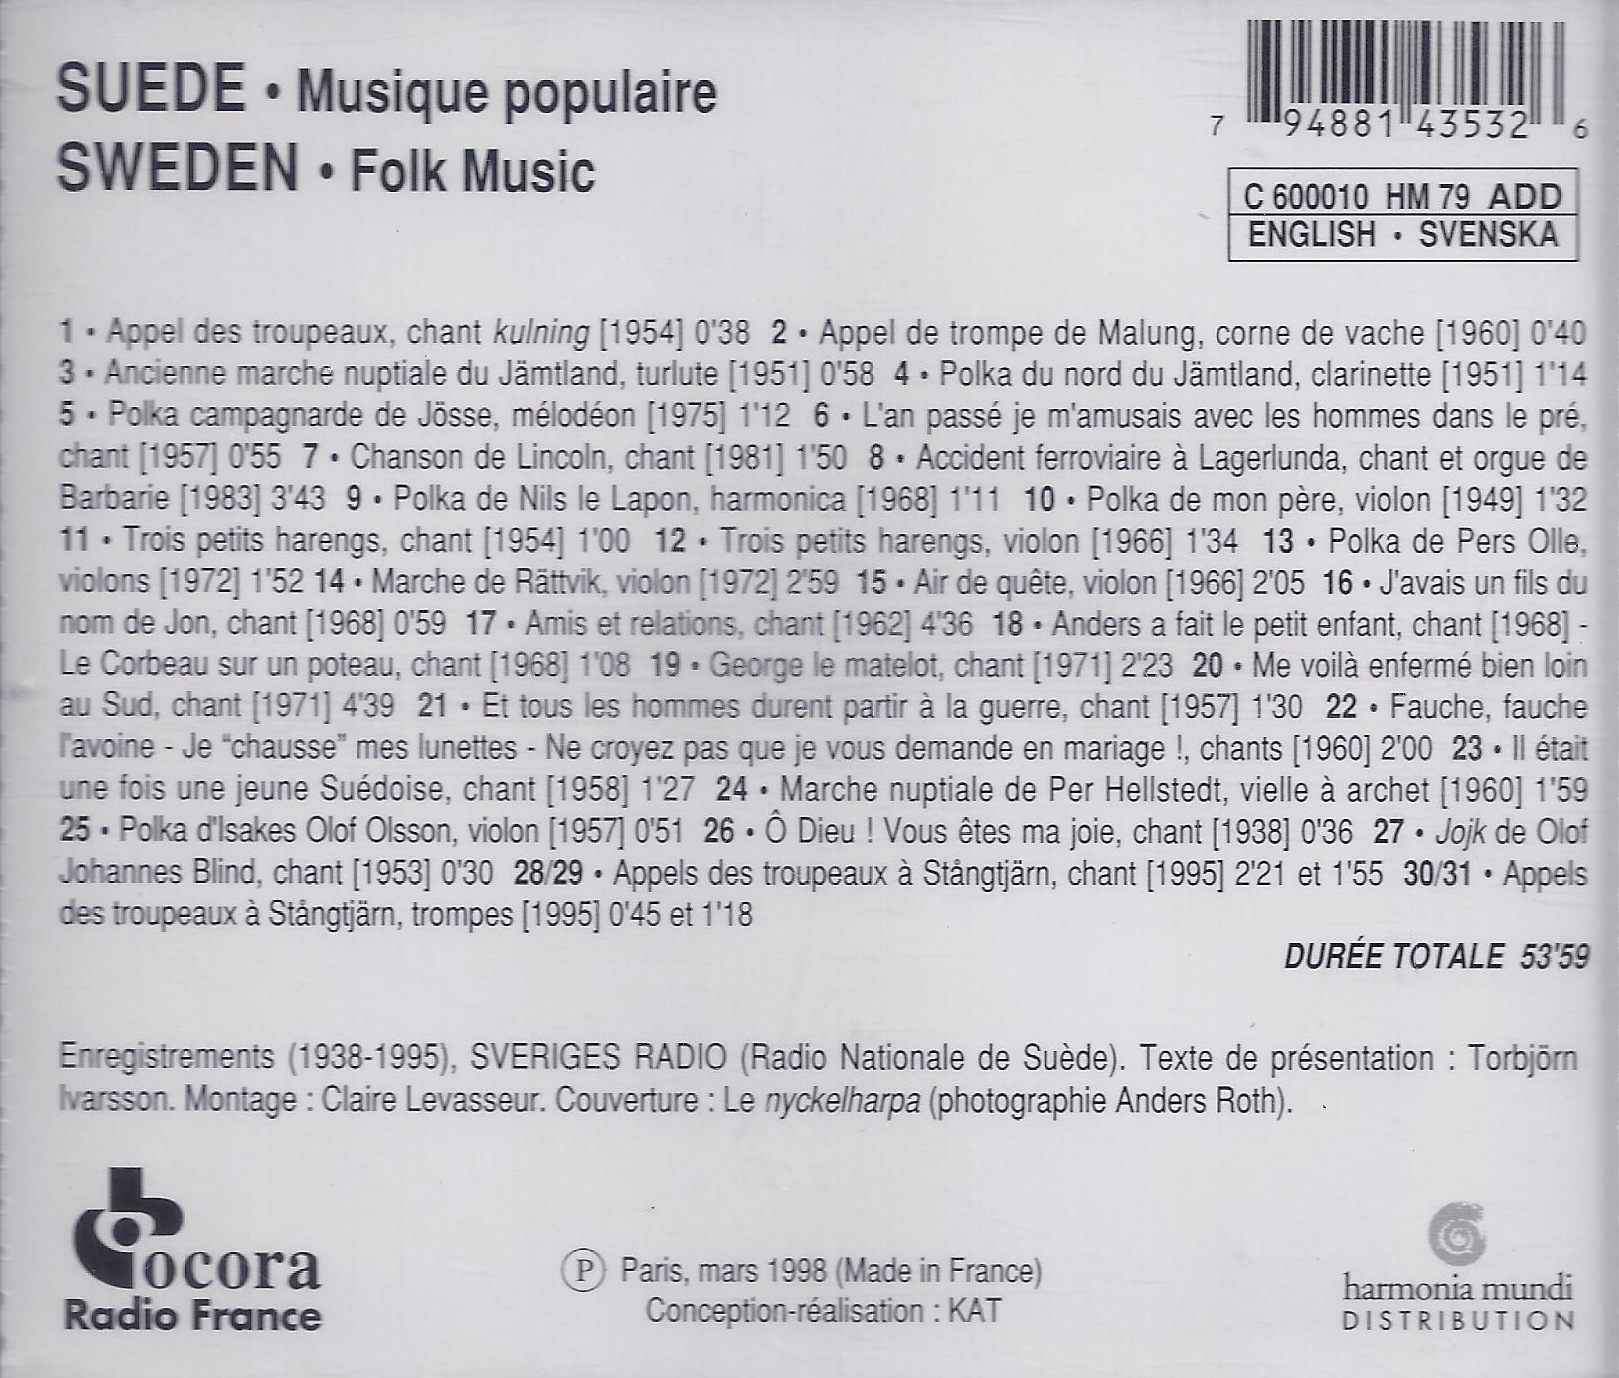 SUEDE • Musique populaire
SWEDEN • Folk Music
7 94881 43532 6
C 600010 HM 79 ADD
ENGLISH • SVENSKA
1 • Appel des troupeaux, chant kulning [1954] 0'38 2 • Appel de trompe de Malung, corne de vache [1960] 0'40
3 • Ancienne marche nuptiale du Jämtland, turlute [1951] 0'58 4 • Polka du nord du Jämtland, clarinette [1951] 1'14
5 • Polka campagnarde de Jösse, mélodéon [1975] 1'12 6 • L'an passé je m'amusais avec les hommes dans le pré,
chant [1957] 0'55 7 • Chanson de Lincoln, chant [1981] 1'50 8 • Accident ferroviaire à Lagerlunda, chant et orgue de
Barbarie [1983] 3'43 9 • Polka de Nils le Lapon, harmonica [1968] 1'11 10 • Polka de mon père, violon [1949] 1'32
11 • Trois petits harengs, chant [1954] 1'00 12 • Trois petits harengs, violon [1966] 1'34 13 • Polka de Pers Olle,
violons [1972] 1'52 14 • Marche de Rättvik, violon [1972] 2'59 15 • Air de quête, violon [1966] 2'05 16 • J'avais un fils du
nom de Jon, chant [1968] 0'59 17 • Amis et relations, chant [1962] 4'36 18 • Anders a fait le petit enfant, chant [1968] -
Le Corbeau sur un poteau, chant [1968] 1'08 19 • George le matelot, chant [1971] 2'23 20 • Me voilà enfermé bien loin
au Sud, chant [1971] 4'39 21 • Et tous les hommes durent partir à la guerre, chant [1957] 1'30 22 • Fauche, fauche
l'avoine - Je “chausse” mes lunettes - Ne croyez pas que je vous demande en mariage !, chants [1960] 2'00 23 • Il était
une fois une jeune Suédoise, chant [1958] 1'27 24 • Marche nuptiale de Per Hellstedt, vielle à archet [1960] 1'59
25 • Polka d'Isakes Olof Olsson, violon [1957] 0'51 26 • Ô Dieu ! Vous êtes ma joie, chant [1938] 0'36 27 • Jojk de Olof
Johannes Blind, chant [1953] 0'30 28/29 • Appels des troupeaux à Stångtjärn, chant [1995] 2'21 et 1'55 30/31 • Appels
des troupeaux à Stångtjärn, trompes [1995] 0'45 et 1'18
DURÉE TOTALE 53'59
Enregistrements (1938-1995), SVERIGES RADIO (Radio Nationale de Suède). Texte de présentation : Torbjörn
Ivarsson. Montage : Claire Levasseur. Couverture : Le nyckelharpa (photographie Anders Roth).
ocora
Radio France
Ⓟ Paris, mars 1998 (Made in France)
Conception-réalisation : KAT
harmonia mundi
DISTRIBUTION